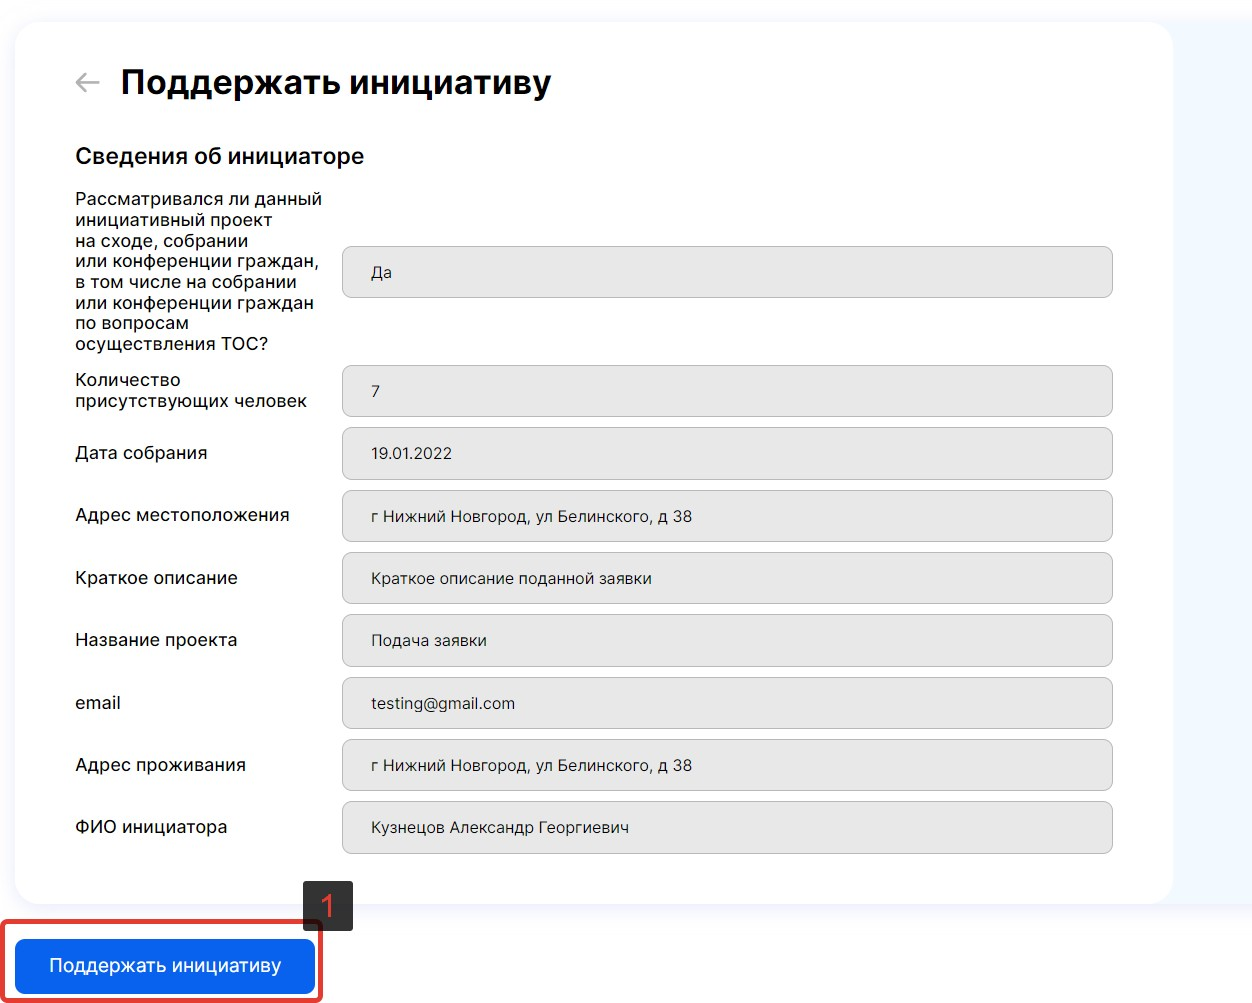 Поддержать инициативу
Сведения об инициаторе
Рассматривался ли данный
инициативный проект
на сходе, собрании
или конференции граждан,
в том числе на собрании
или конференции граждан
по вопросам
осуществления ТОС?
Да
Количество
присутствующих человек
7
Дата собрания
19.01.2022
Адрес местоположения
г Нижний Новгород, ул Белинского, д 38
Краткое описание
Краткое описание поданной заявки
Название проекта
Подача заявки
email
testing@gmail.com
Адрес проживания
г Нижний Новгород, ул Белинского, д 38
ФИО инициатора
Кузнецов Александр Георгиевич
1
Поддержать инициативу